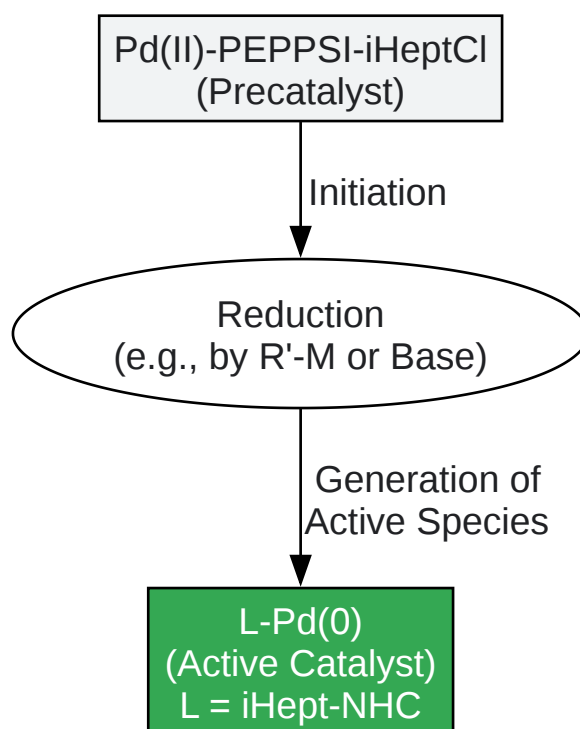 Pd(II)-PEPPSI-iHeptCl
(Precatalyst)
Initiation
Reduction
(e.g., by R'-M or Base)
Generation of
Active Species
L-Pd(0)
(Active Catalyst)
L = iHept-NHC